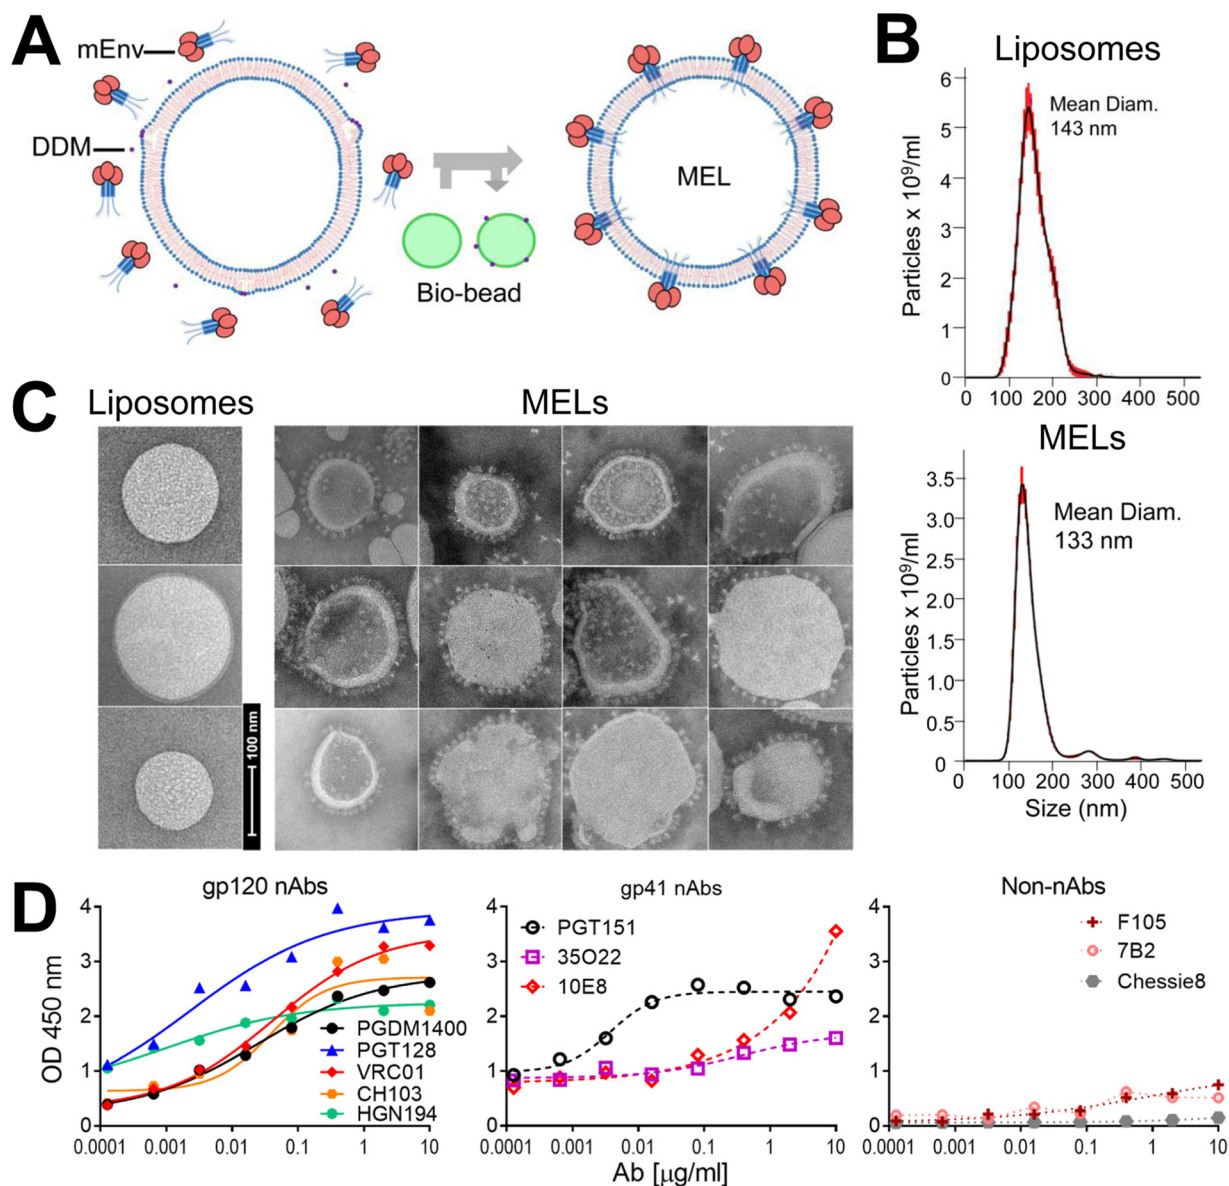 A
mEnv
DDM
MEL
Bio-bead
B
Liposomes
Mean Diam.
143 nm
Particles x 10⁹/ml
6
5
4
3
2
1
0
0 100 200 300 400 500
MELs
Mean Diam.
133 nm
Particles x 10⁹/ml
3.5
3.0
2.5
2.0
1.5
1.0
0.5
0
0 100 200 300 400 500
Size (nm)
C
Liposomes
MELs
100 nm
D
gp120 nAbs
OD 450 nm
4
3
2
1
0
PGDM1400
PGT128
VRC01
CH103
HGN194
0.0001 0.001 0.01 0.1 1 10
gp41 nAbs
4
3
2
1
0
PGT151
35O22
10E8
0.0001 0.001 0.01 0.1 1 10
Ab [μg/ml]
Non-nAbs
4
3
2
1
0
F105
7B2
Chessie8
0.0001 0.001 0.01 0.1 1 10